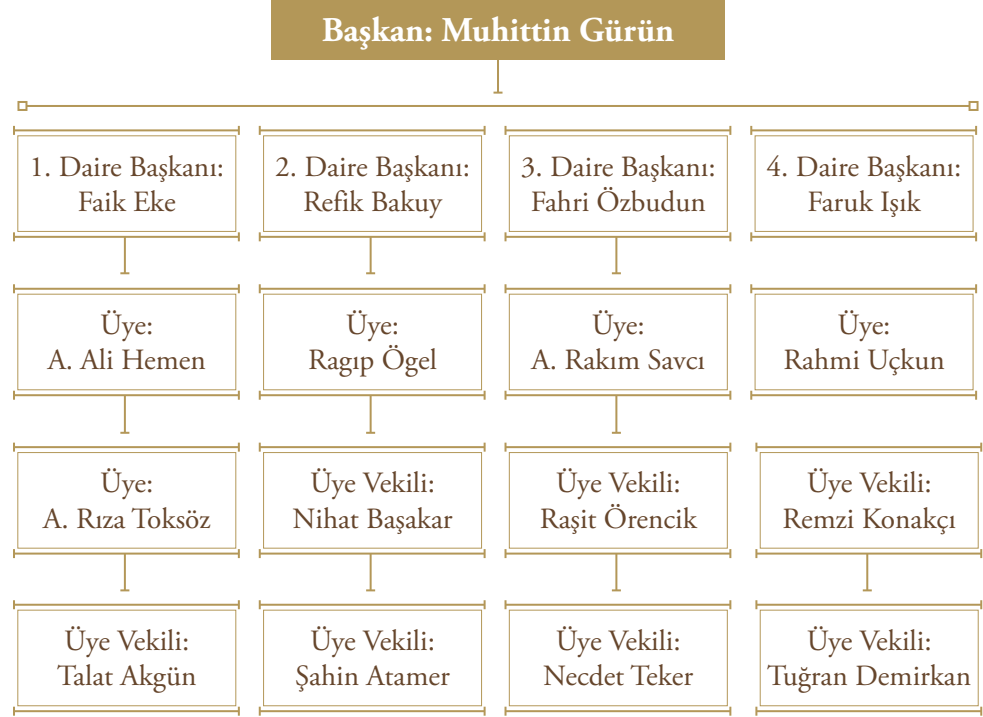 Başkan: Muhittin Gürün
1. Daire Başkanı:
Faik Eke
2. Daire Başkanı:
Refik Bakuy
3. Daire Başkanı:
Fahri Özbudun
4. Daire Başkanı:
Faruk Işık
Üye:
A. Ali Hemen
Üye:
Ragıp Ögel
Üye:
A. Rakım Savcı
Üye:
Rahmi Uçkun
Üye:
A. Rıza Toksöz
Üye Vekili:
Nihat Başakar
Üye Vekili:
Raşit Örencik
Üye Vekili:
Remzi Konakçı
Üye Vekili:
Talat Akgün
Üye Vekili:
Şahin Atamer
Üye Vekili:
Necdet Teker
Üye Vekili:
Tuğran Demirkan